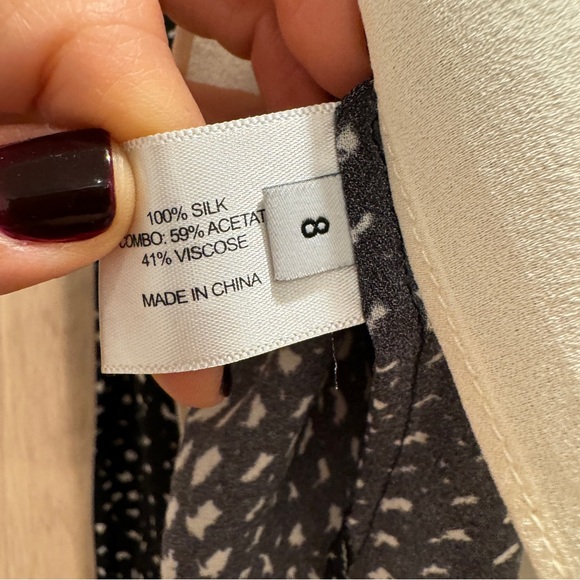 100% SILK
COMBO: 59% ACETAT
41% VISCOSE
MADE IN CHINA
8